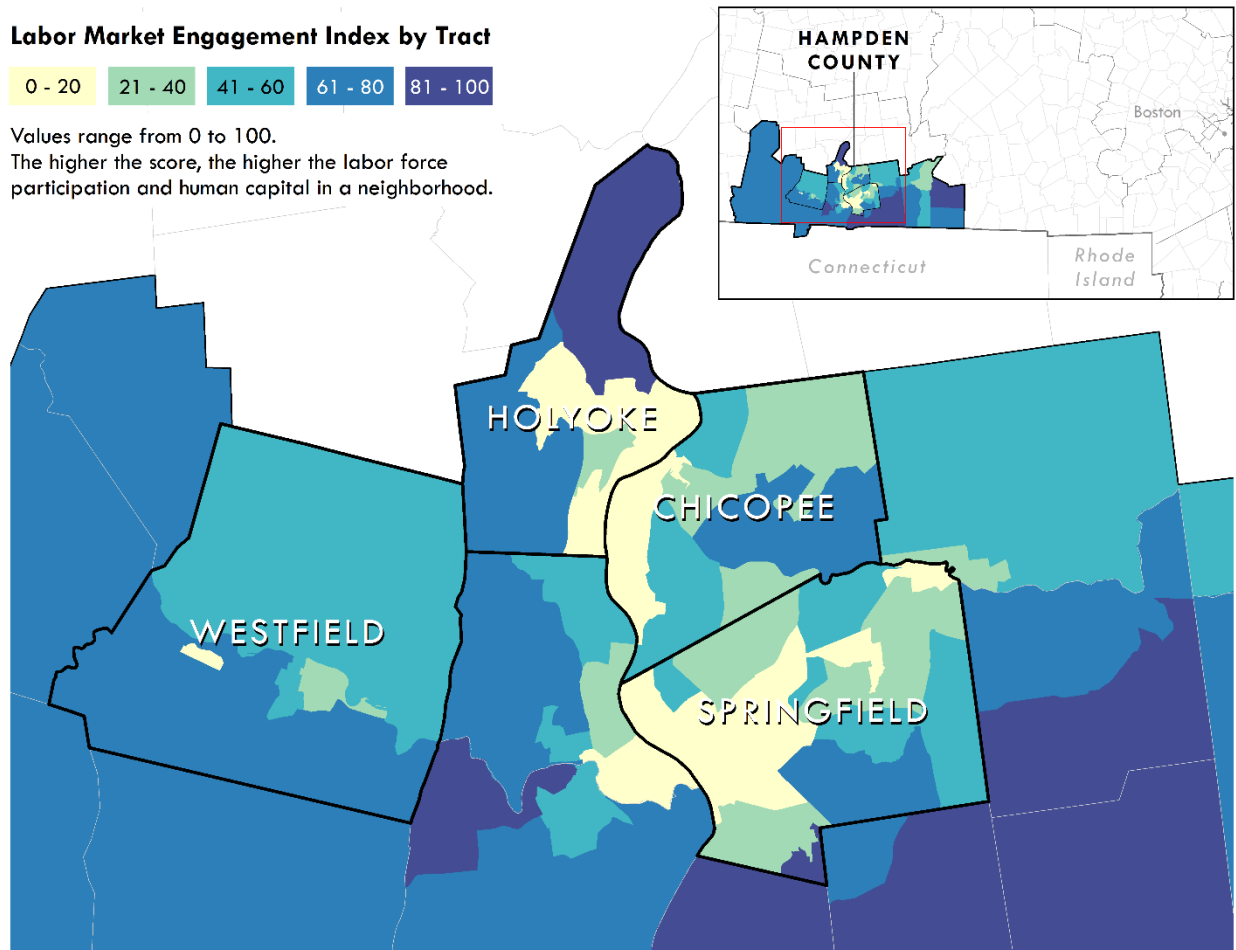 Labor Market Engagement Index by Tract
0 - 20
21 - 40
41 - 60
61 - 80
81 - 100
Values range from 0 to 100.
The higher the score, the higher the labor force
participation and human capital in a neighborhood.
HAMPDEN
COUNTY
Boston
Connecticut
Rhode
Island
HOLYOKE
CHICOPEE
WESTFIELD
SPRINGFIELD